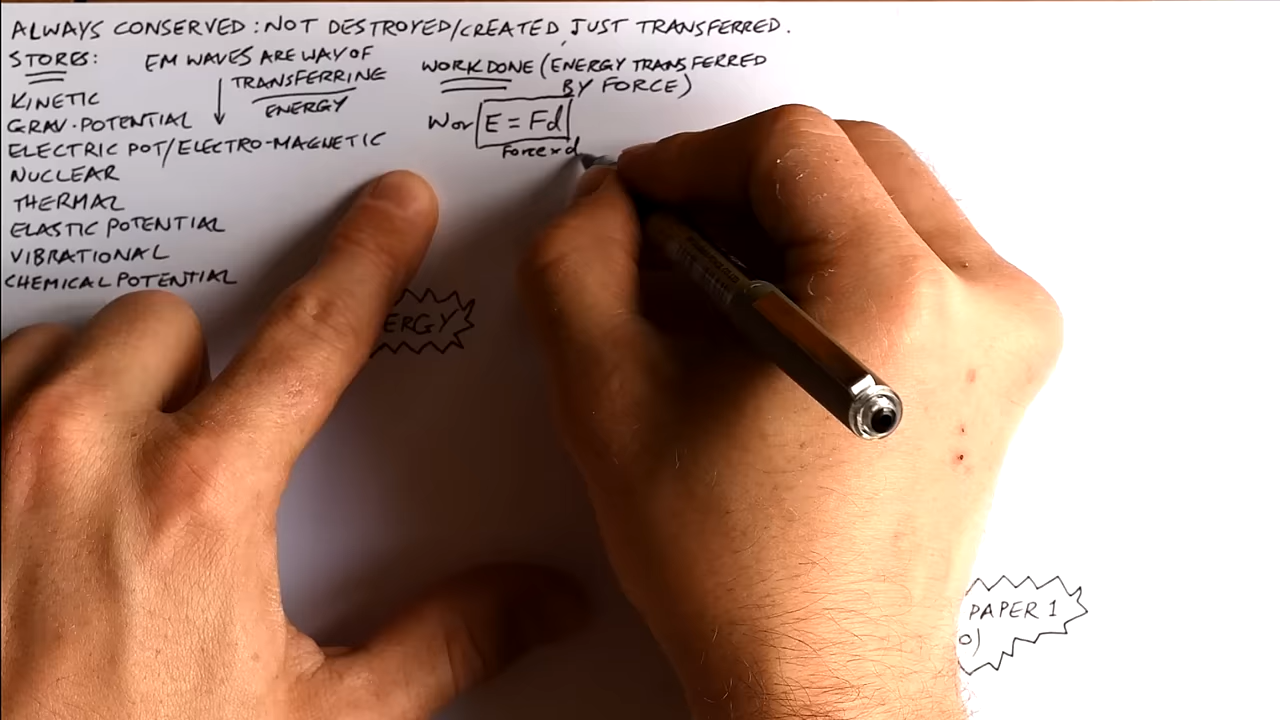 ALWAYS CONSERVED: NOT DESTROYED/CREATED, JUST TRANSFERRED.
STORES:
KINETIC
GRAV. POTENTIAL
ELECTRIC POT/ELECTRO-MAGNETIC
NUCLEAR
THERMAL
ELASTIC POTENTIAL
VIBRATIONAL
CHEMICAL POTENTIAL
EM WAVES ARE WAY OF
TRANSFERRING
ENERGY
WORK DONE (ENERGY TRANSFERRED
BY FORCE)
W or E = Fd
Force × d
ERGY
PAPER 1